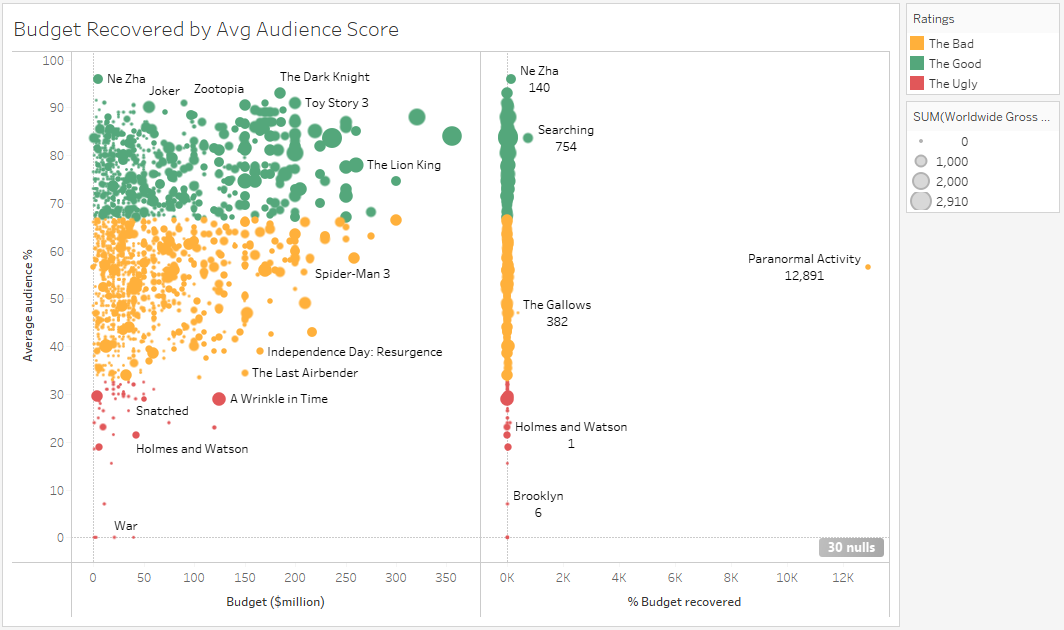 Budget Recovered by Avg Audience Score
Ratings
The Bad
The Good
The Ugly
SUM(Worldwide Gross ...
0
1,000
2,000
2,910
Average audience %
100
90
80
70
60
50
40
30
20
10
0
Ne Zha
Joker
Zootopia
The Dark Knight
Toy Story 3
The Lion King
Spider-Man 3
Independence Day: Resurgence
The Last Airbender
A Wrinkle in Time
Snatched
Holmes and Watson
War
0
50
100
150
200
250
300
350
Budget ($million)
Ne Zha
140
Searching
754
Paranormal Activity
12,891
The Gallows
382
Holmes and Watson
1
Brooklyn
6
30 nulls
0K
2K
4K
6K
8K
10K
12K
% Budget recovered